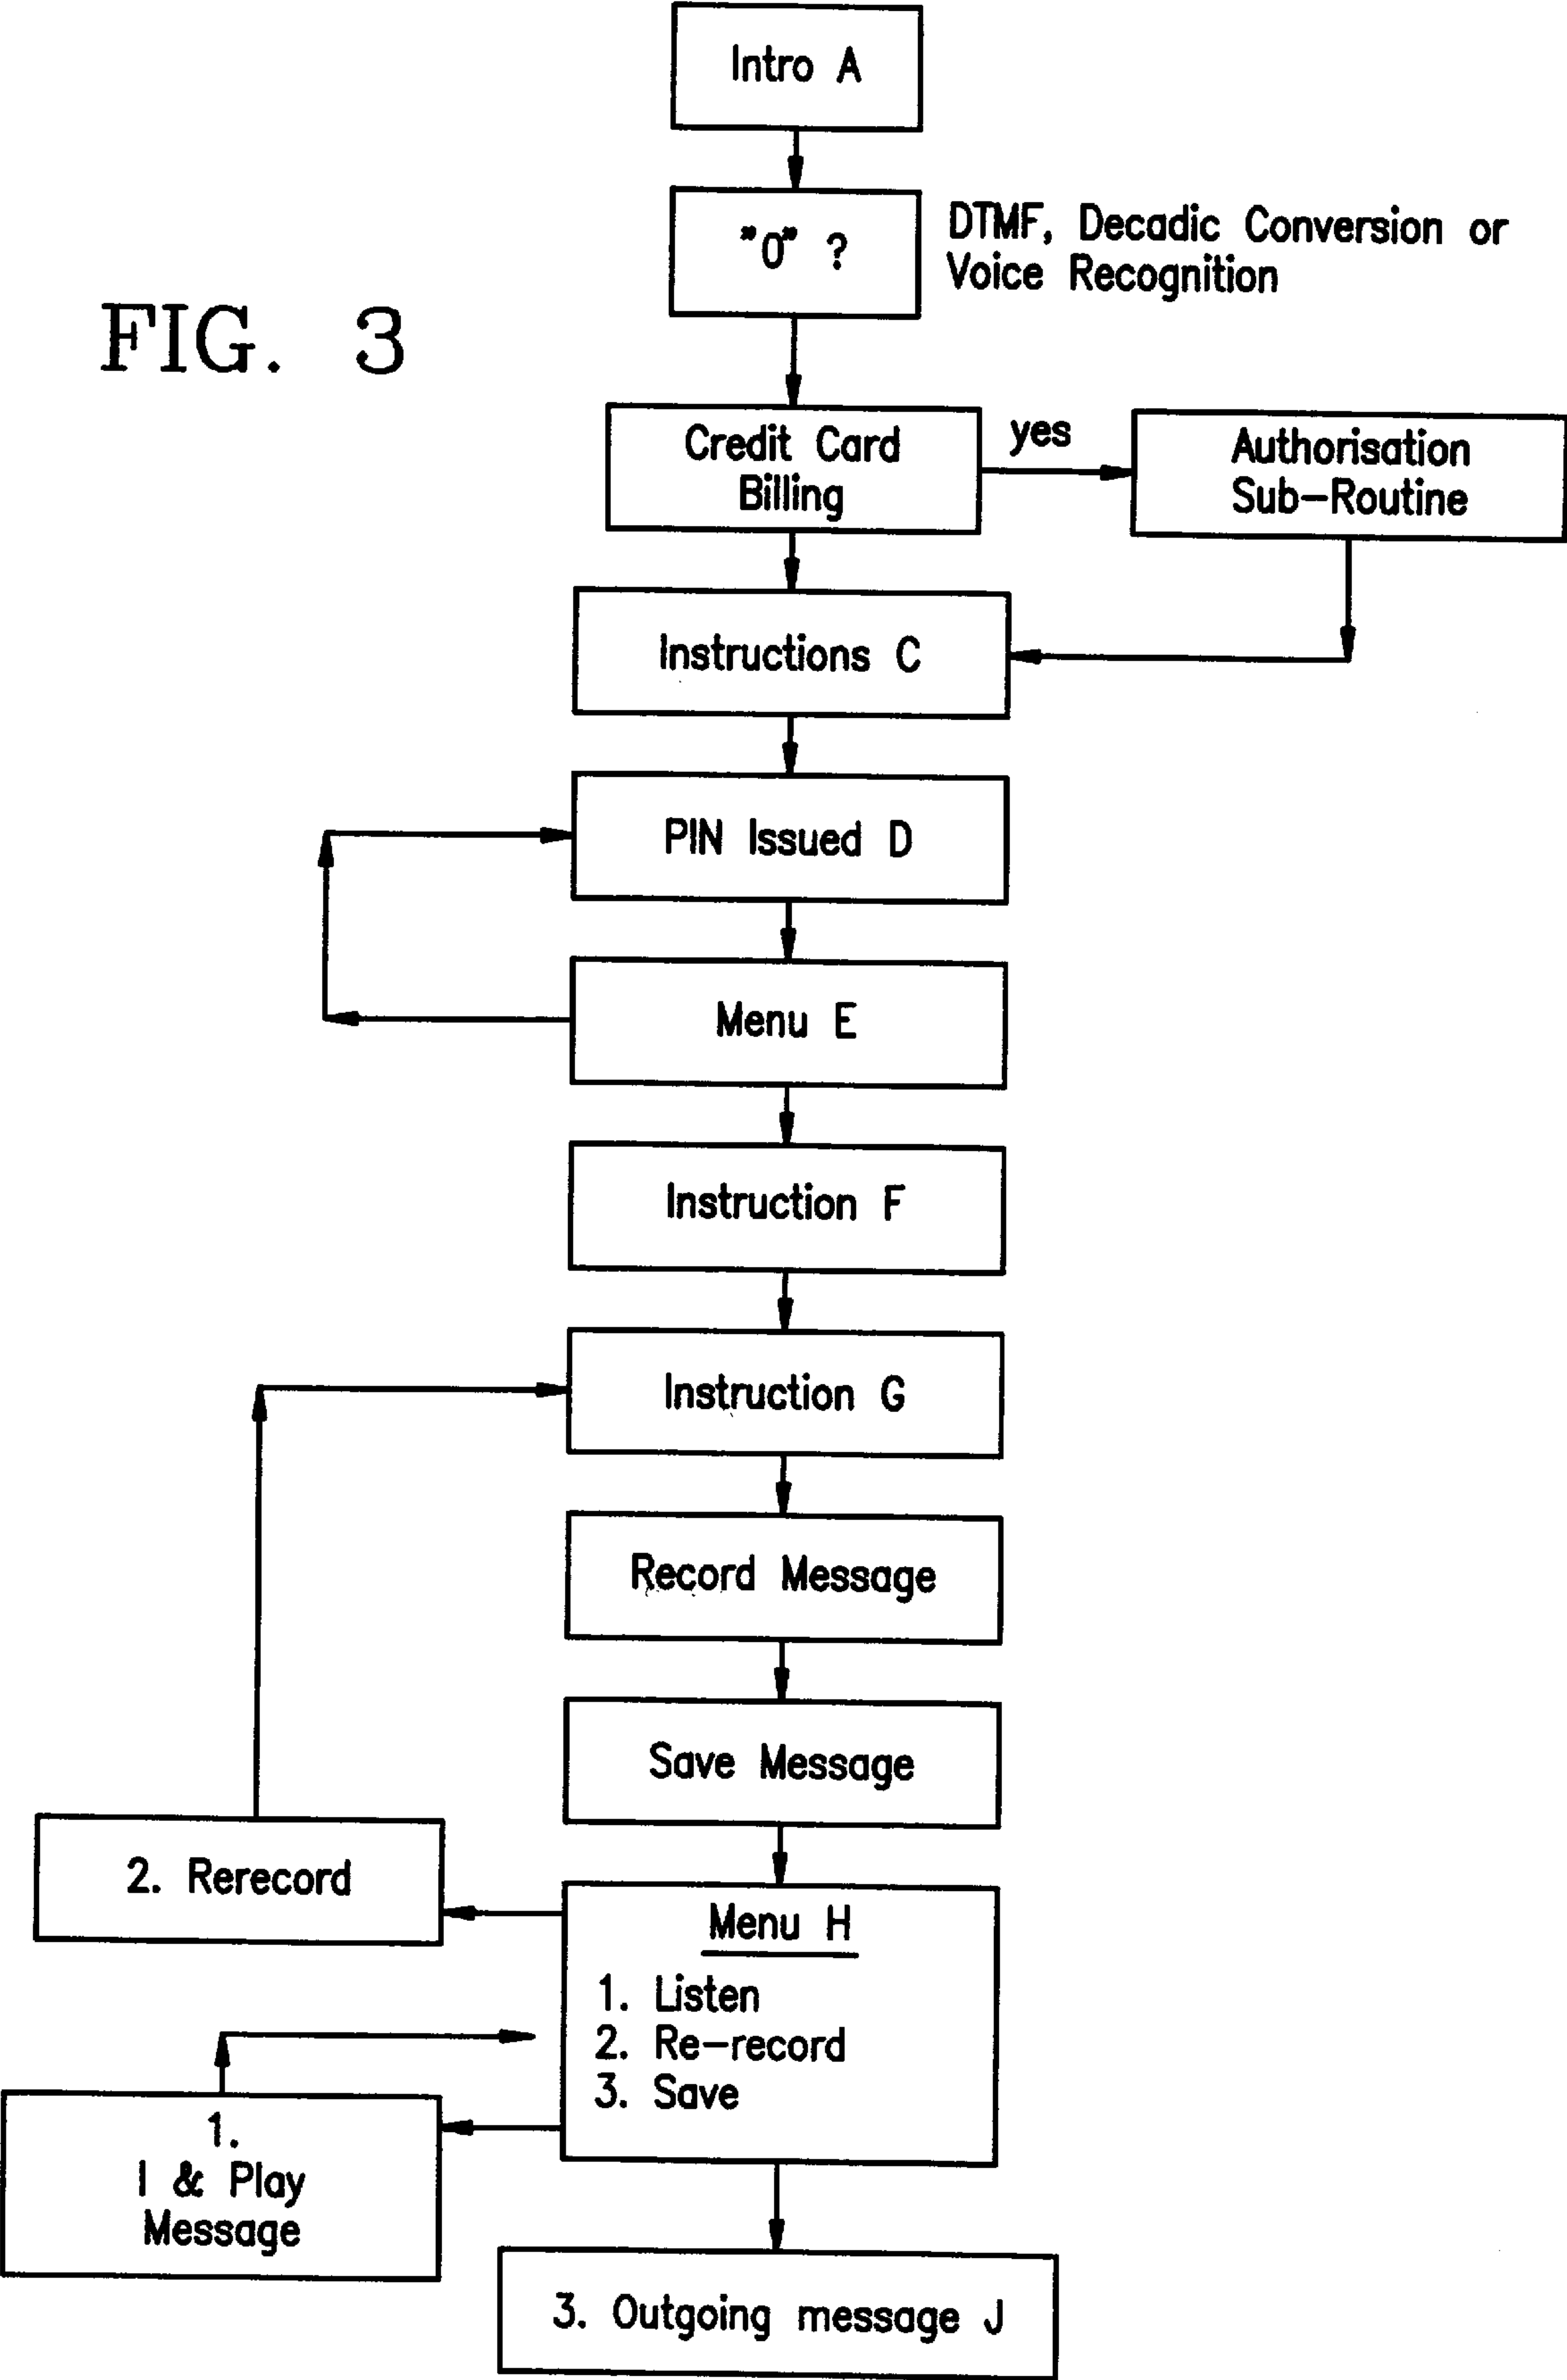 Intro A
"0" ?
DTMF, Decadic Conversion or
Voice Recognition
FIG. 3
Credit Card
Billing
yes
Authorisation
Sub-Routine
Instructions C
PIN Issued D
Menu E
Instruction F
Instruction G
Record Message
Save Message
2. Rerecord
Menu H
1. Listen
2. Re-record
3. Save
1.
I & Play
Message
3. Outgoing message J